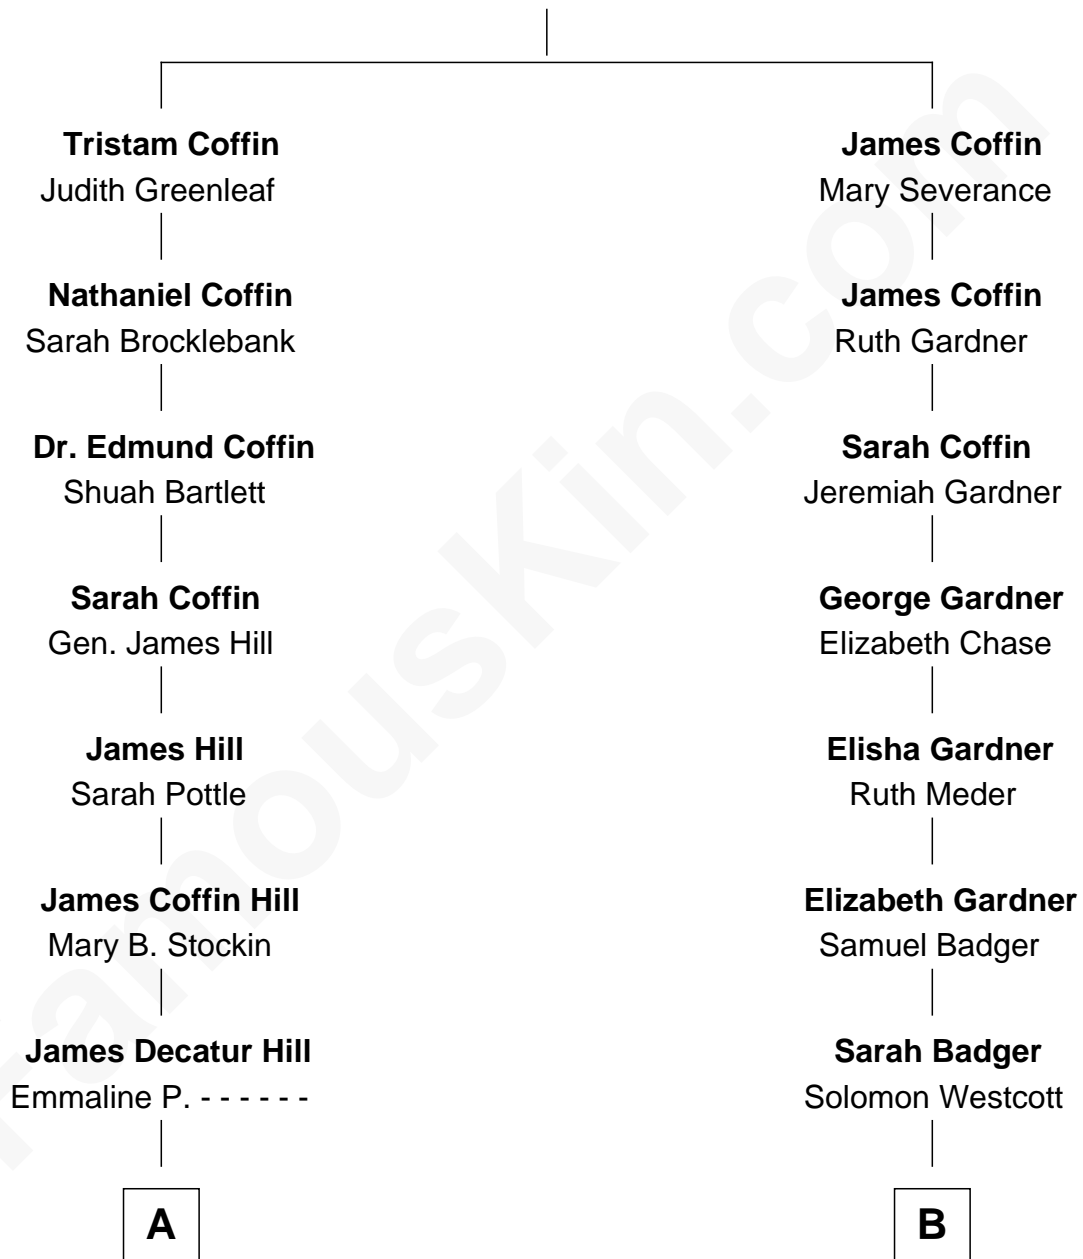 Tristam Coffin
Judith Greenleaf
Nathaniel Coffin
Sarah Brocklebank
Dr. Edmund Coffin
Shuah Bartlett
Sarah Coffin
Gen. James Hill
James Hill
Sarah Pottle
James Coffin Hill
Mary B. Stockin
James Decatur Hill
Emmaline P. - - - - - -
A
James Coffin
Mary Severance
James Coffin
Ruth Gardner
Sarah Coffin
Jeremiah Gardner
George Gardner
Elizabeth Chase
Elisha Gardner
Ruth Meder
Elizabeth Gardner
Samuel Badger
Sarah Badger
Solomon Westcott
B
FamousKin.com